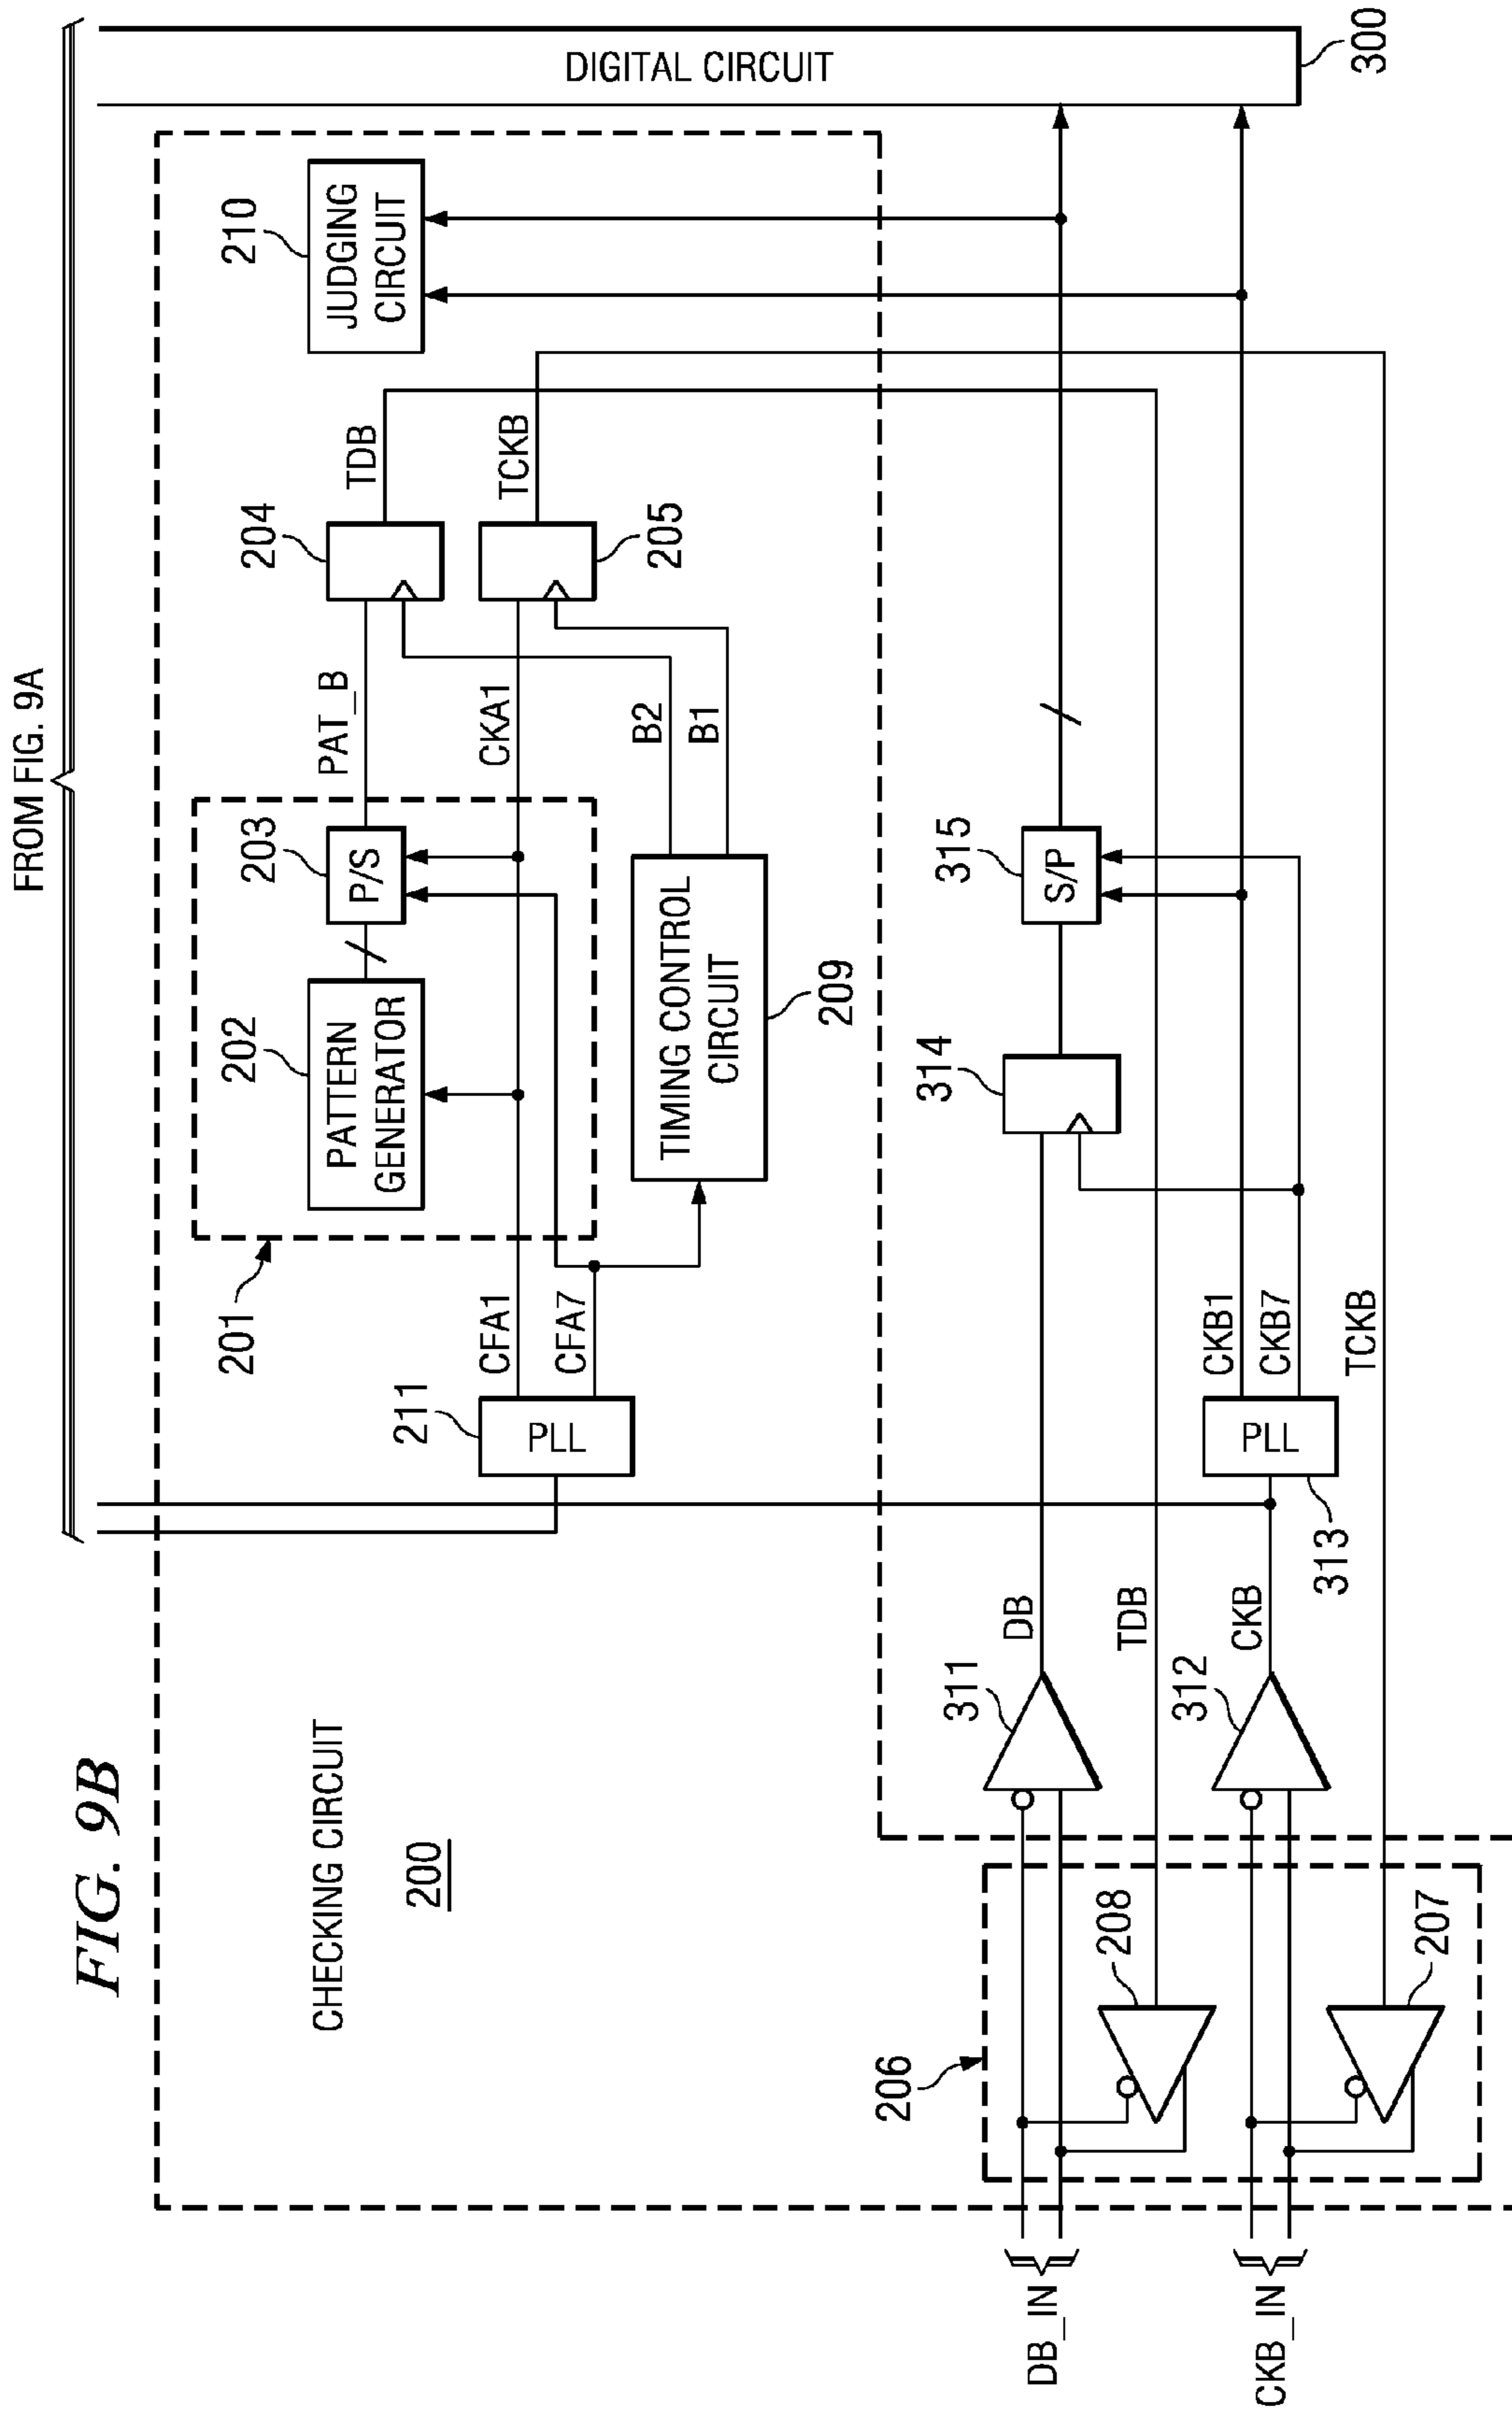 FIG. 9B
FROM FIG. 9A
CHECKING CIRCUIT
200
201
202
PATTERN
GENERATOR
203
P/S
PAT_B
204
TDB
210
JUDGING
CIRCUIT
DIGITAL CIRCUIT
300
211
PLL
CFA1
CFA7
CKA1
TCKB
205
B2
B1
TIMING CONTROL
CIRCUIT
209
206
208
207
DB_IN
CKB_IN
311
DB
TDB
312
CKB
313
PLL
CKB1
CKB7
TCKB
314
315
S/P